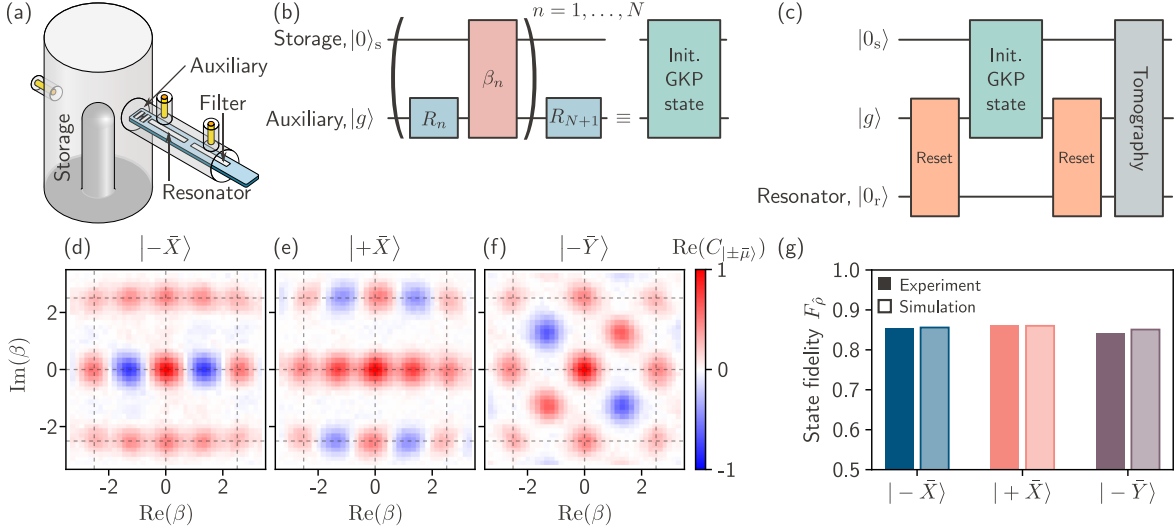 (a)
Auxiliary
Filter
Storage
Resonator
(b)
n = 1, . . . , N
Storage, |0⟩ₛ
Auxiliary, |g⟩
Rₙ
βₙ
R_{N+1}
≡
Init.
GKP
state
(c)
|0ₛ⟩
|g⟩
Resonator, |0ᵣ⟩
Reset
Init.
GKP
state
Reset
Tomography
(d)
|−X̄⟩
(e)
|+X̄⟩
(f)
|−Ȳ⟩
Re(C_{|±μ̄⟩})
Im(β)
2
0
-2
-2 0 2
Re(β)
-2 0 2
Re(β)
-2 0 2
Re(β)
1
0
-1
(g)
State fidelity F_ρ̂
1.0
0.9
0.8
0.7
0.6
0.5
Experiment
Simulation
|−X̄⟩
|+X̄⟩
|−Ȳ⟩